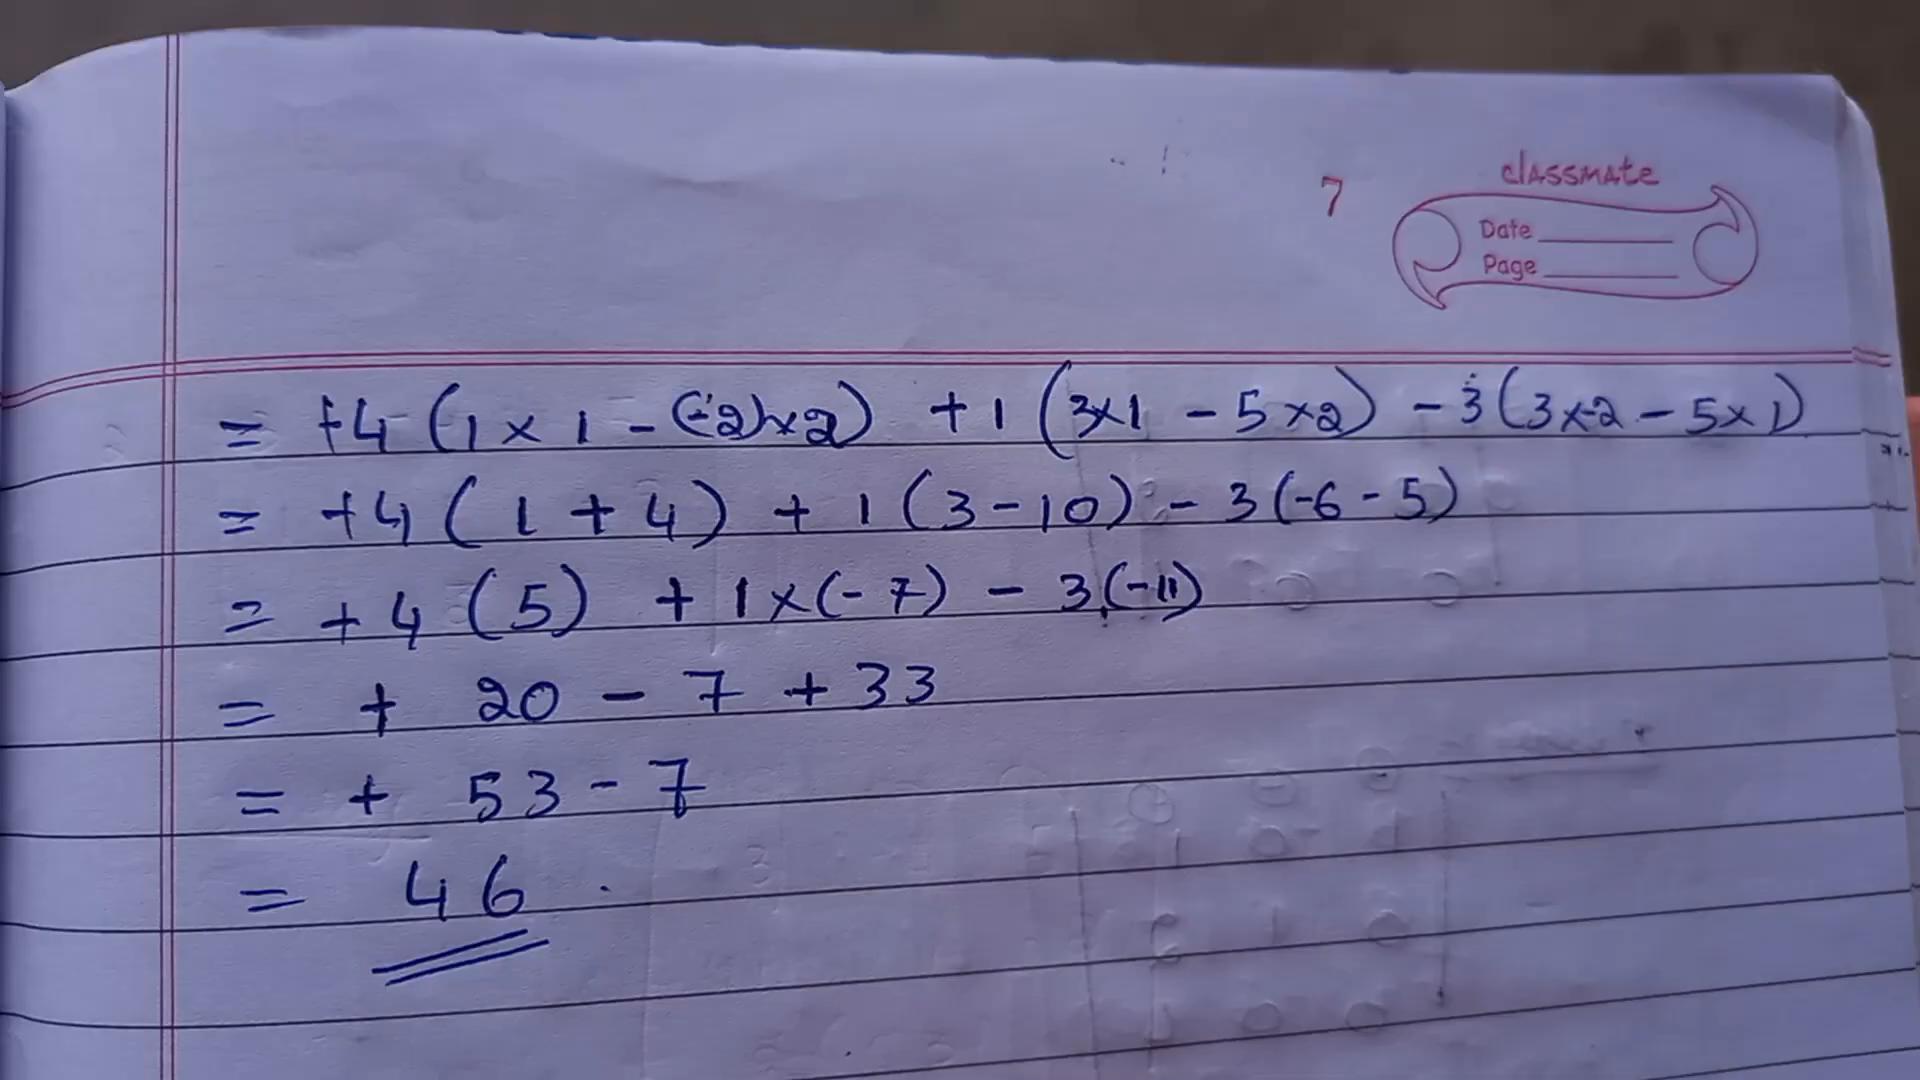 7
classmate
Date
Page
= +4 (1 × 1 - (-2)×2) + 1 (3×1 - 5×2) - 3 (3×-2 - 5×1)
= +4 ( 1 + 4 ) + 1 ( 3 - 10 ) - 3 (-6 - 5)
= + 4 ( 5 ) + 1 × (- 7) - 3 (-11)
= + 20 - 7 + 33
= + 53 - 7
= 46